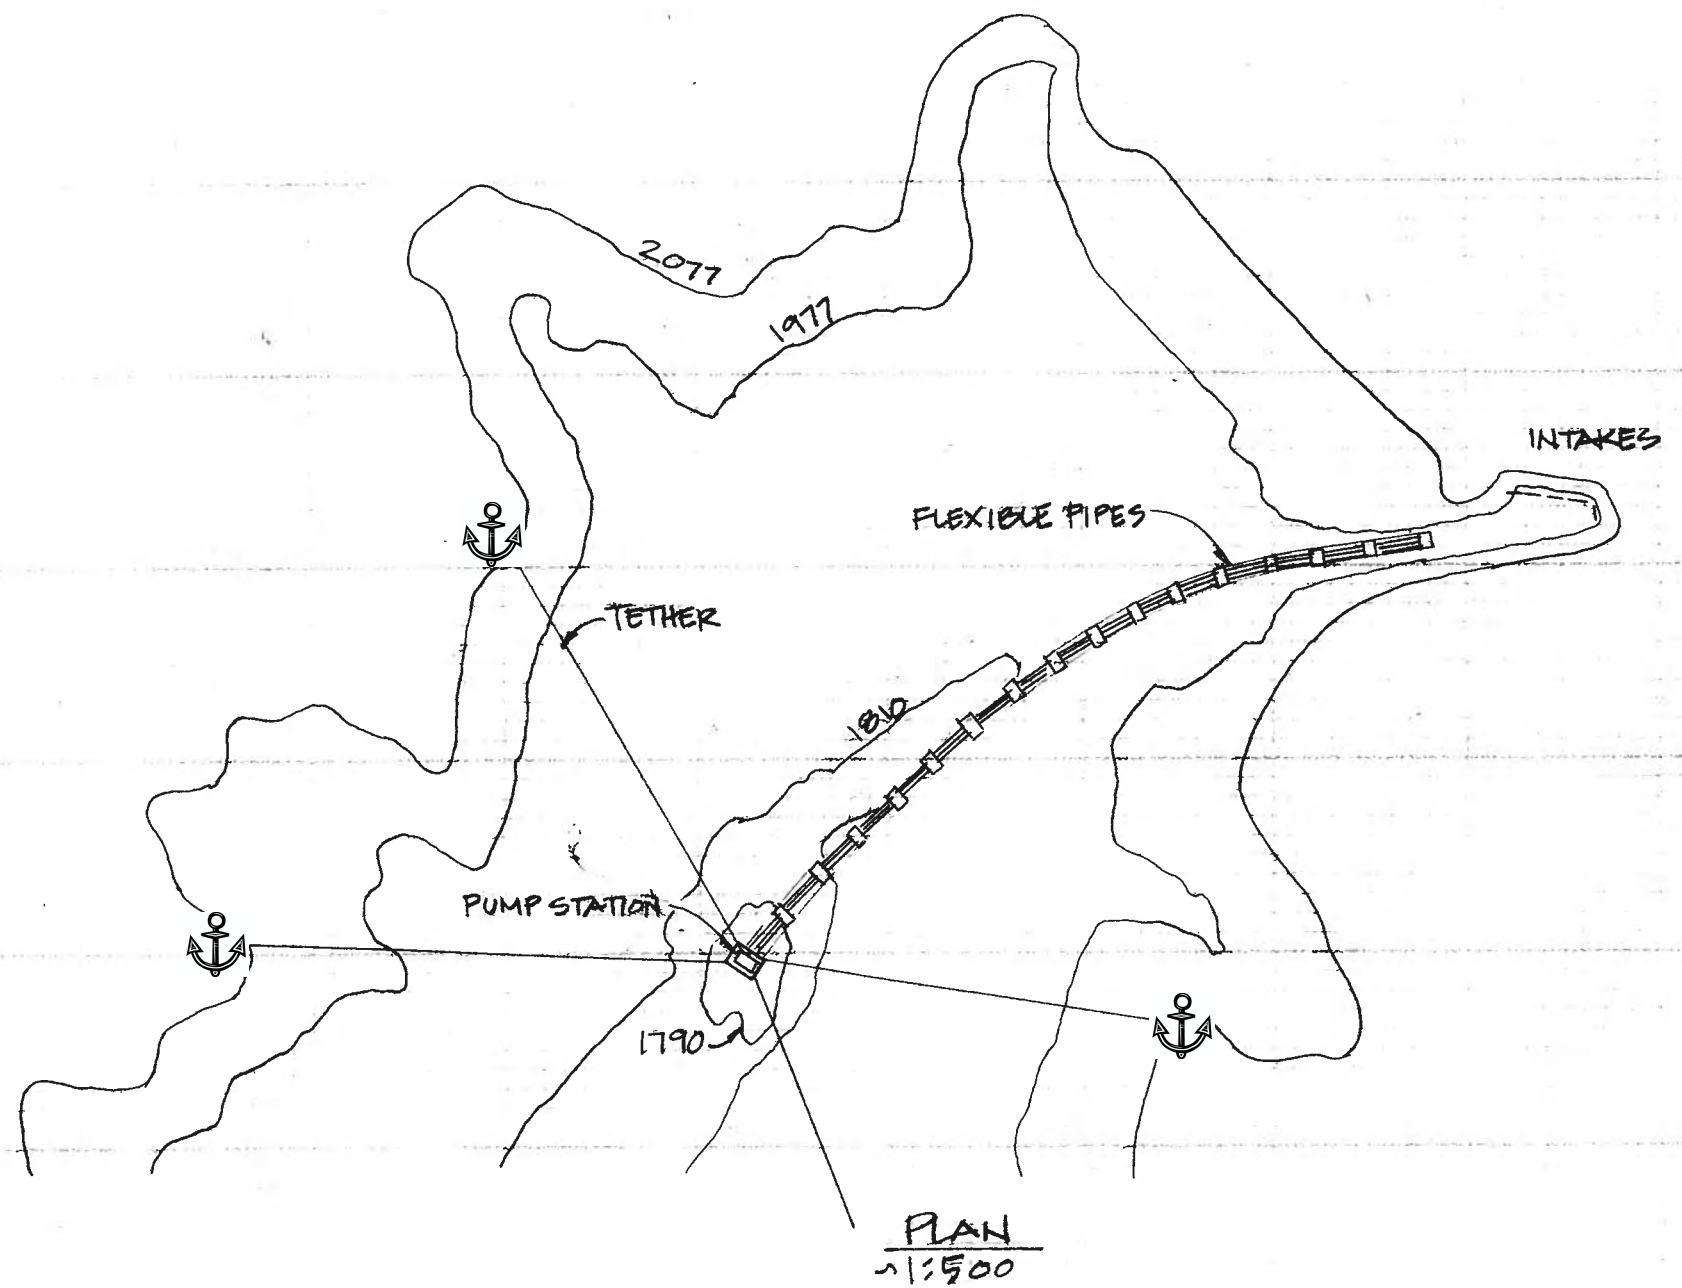 2077
1977
INTAKES
FLEXIBLE PIPES
TETHER
1810
PUMP STATION
1790
PLAN
~1:500